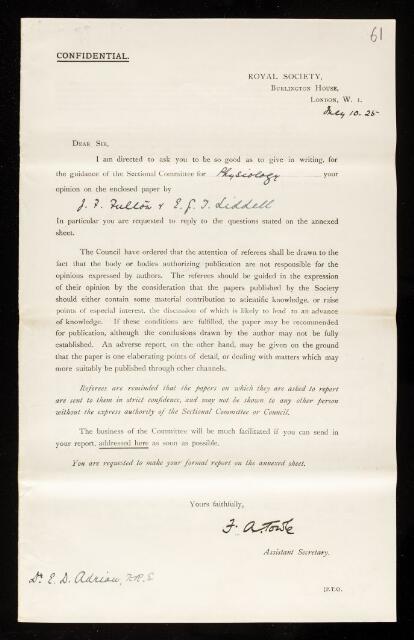 61
CONFIDENTIAL.
ROYAL SOCIETY,
BURLINGTON HOUSE,
LONDON, W. 1.
July 10. 25
DEAR SIR,
I am directed to ask you to be so good as to give in writing, for
the guidance of the Sectional Committee for Physiology your
opinion on the enclosed paper by
J. F. Fulton & E. G. T. Liddell
In particular you are requested to reply to the questions stated on the annexed
sheet.
The Council have ordered that the attention of referees shall be drawn to the
fact that the body or bodies authorizing publication are not responsible for the
opinions expressed by authors. The referees should be guided in the expression
of their opinion by the consideration that the papers published by the Society
should either contain some material contribution to scientific knowledge, or raise
points of especial interest, the discussion of which is likely to lead to an advance
of knowledge. If these conditions are fulfilled, the paper may be recommended
for publication, although the conclusions drawn by the author may not be fully
established. An adverse report, on the other hand, may be given on the ground
that the paper is one elaborating points of detail, or dealing with matters which may
more suitably be published through other channels.
Referees are reminded that the papers on which they are asked to report
are sent to them in strict confidence, and may not be shown to any other person
without the express authority of the Sectional Committee or Council.
The business of the Committee will be much facilitated if you can send in
your report, addressed here as soon as possible.
You are requested to make your formal report on the annexed sheet.
Yours faithfully,
F. A. Towle
Assistant Secretary.
Dr. E. D. Adrian, F.R.S
[P.T.O.